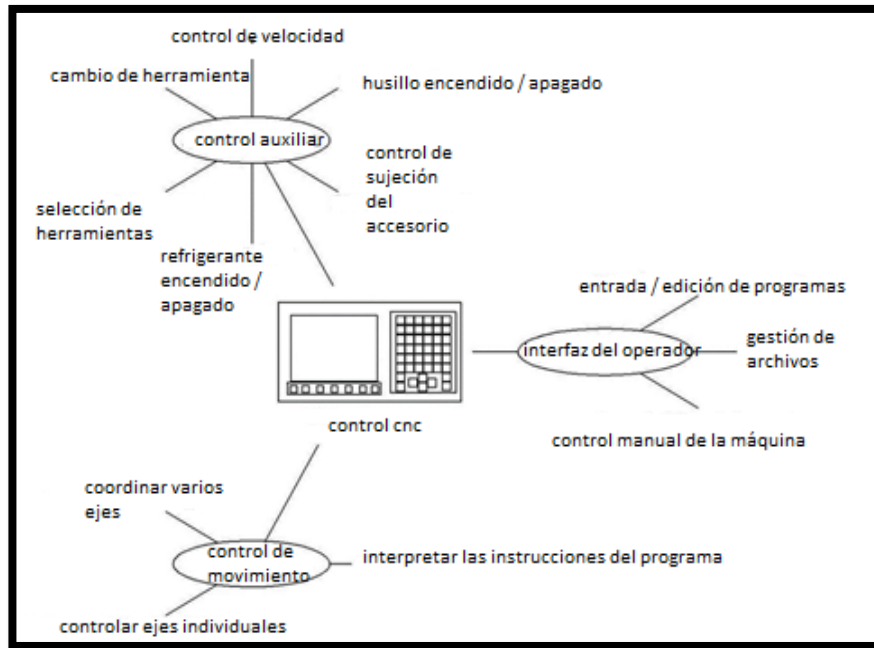 control de velocidad
cambio de herramienta
husillo encendido / apagado
control auxiliar
control de
sujeción
del
accesorio
selección de
herramientas
refrigerante
encendido /
apagado
entrada / edición de programas
interfaz del operador
gestión de
archivos
control manual de la máquina
control cnc
coordinar varios
ejes
control de
movimiento
interpretar las instrucciones del programa
controlar ejes individuales